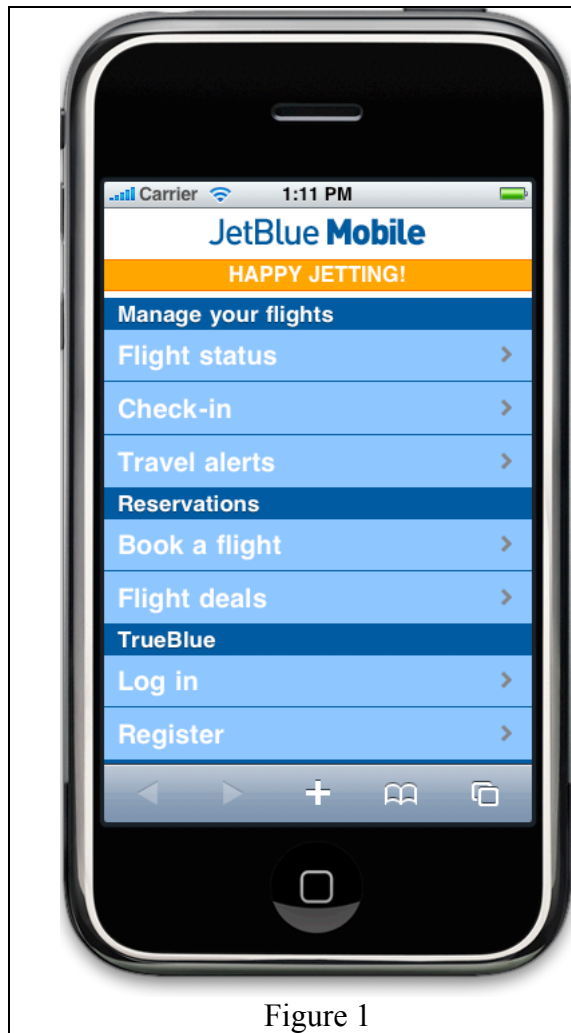 Carrier 1:11 PM
JetBlue Mobile
HAPPY JETTING!
Manage your flights
Flight status
Check-in
Travel alerts
Reservations
Book a flight
Flight deals
TrueBlue
Log in
Register
Figure 1